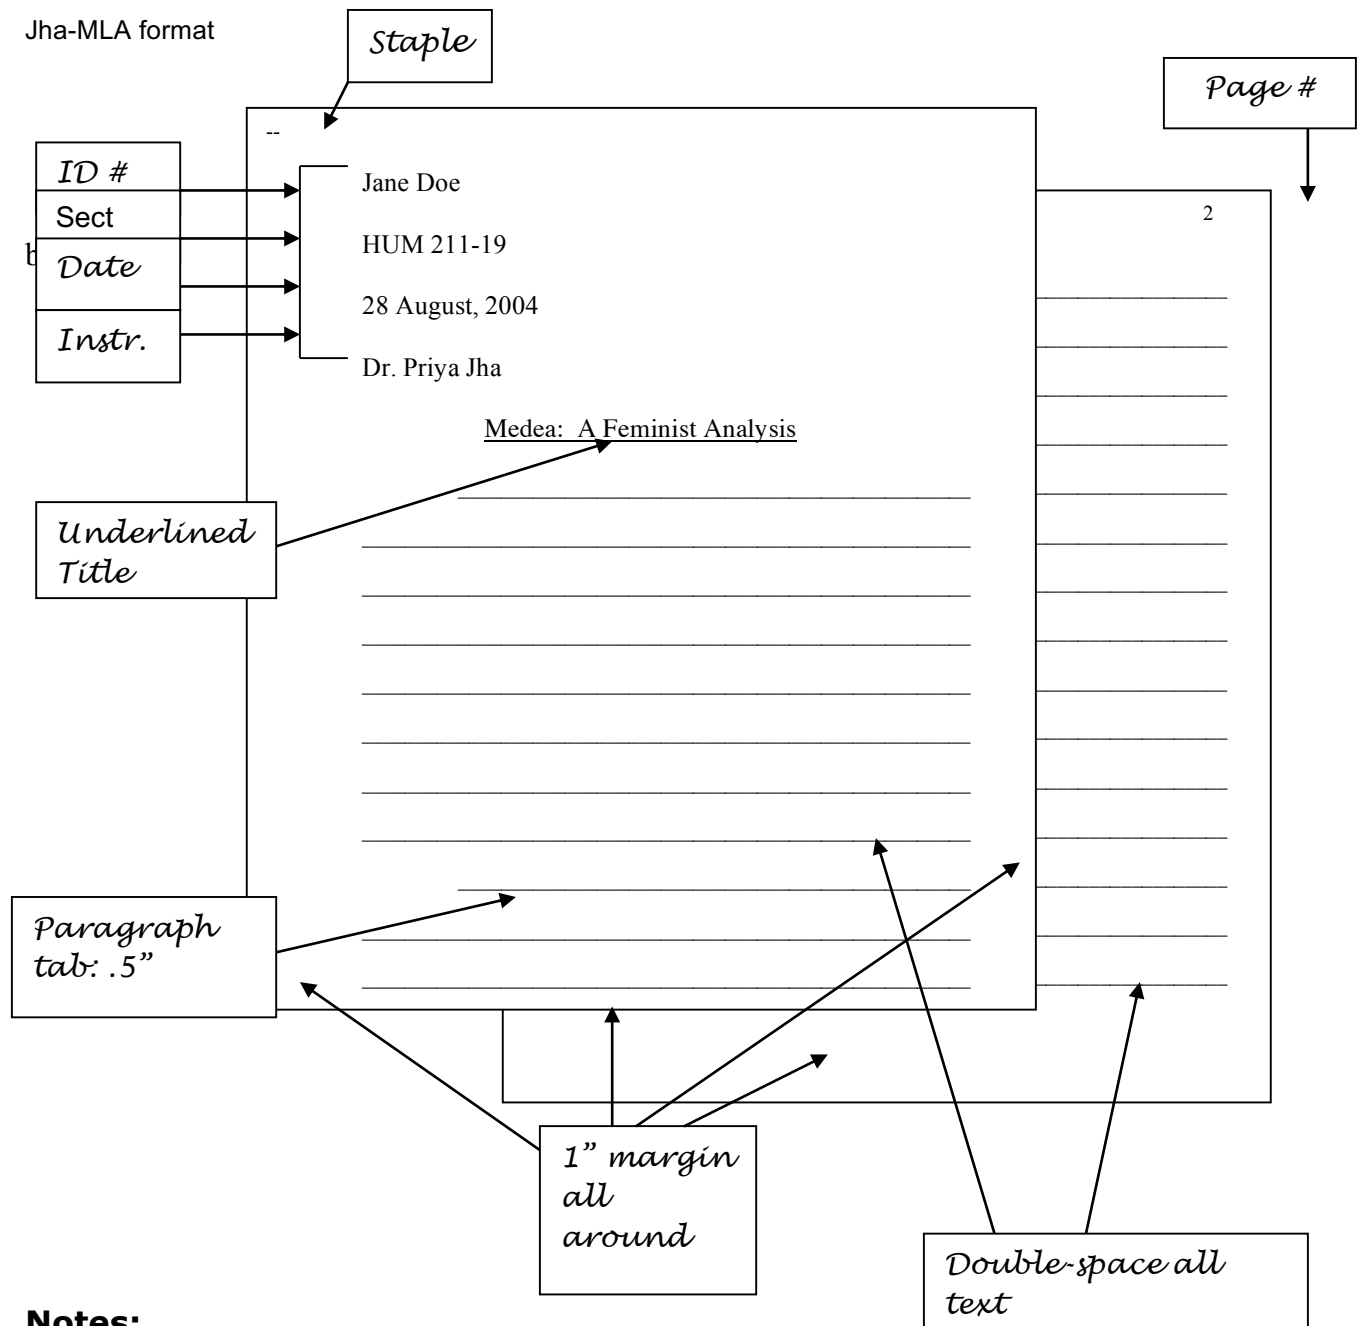 Jha-MLA format
Staple
Page #
--
ID #
Jane Doe
Sect
2
HUM 211-19
b
Date
28 August, 2004
Instr.
Dr. Priya Jha
Medea:  A Feminist Analysis
Underlined
Title
Paragraph
tab: .5”
1” margin
all
around
Double-space all
text
Notes: